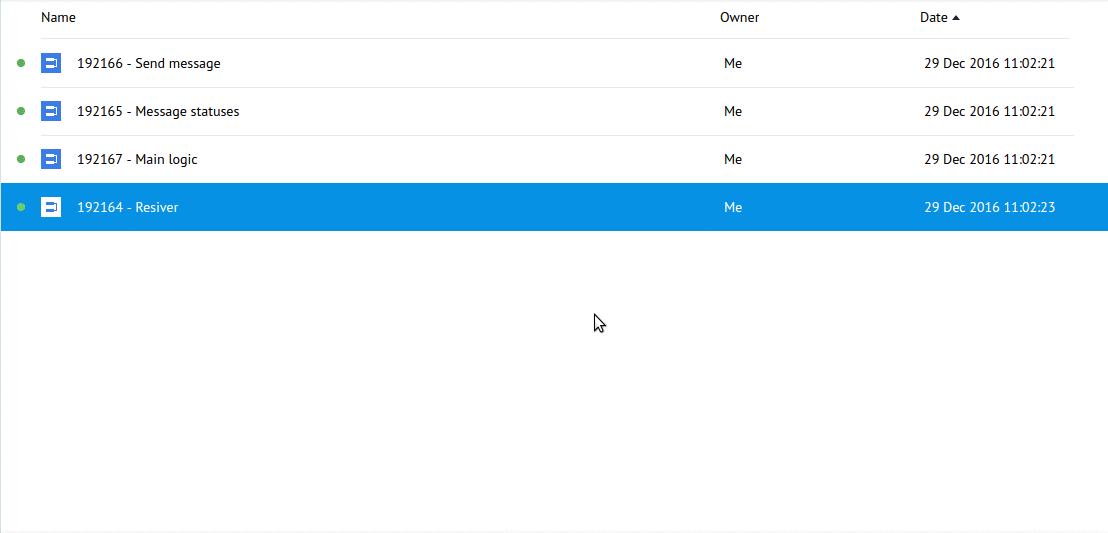 Name Owner Date
192166 - Send message Me 29 Dec 2016 11:02:21
192165 - Message statuses Me 29 Dec 2016 11:02:21
192167 - Main logic Me 29 Dec 2016 11:02:21
192164 - Resiver Me 29 Dec 2016 11:02:23